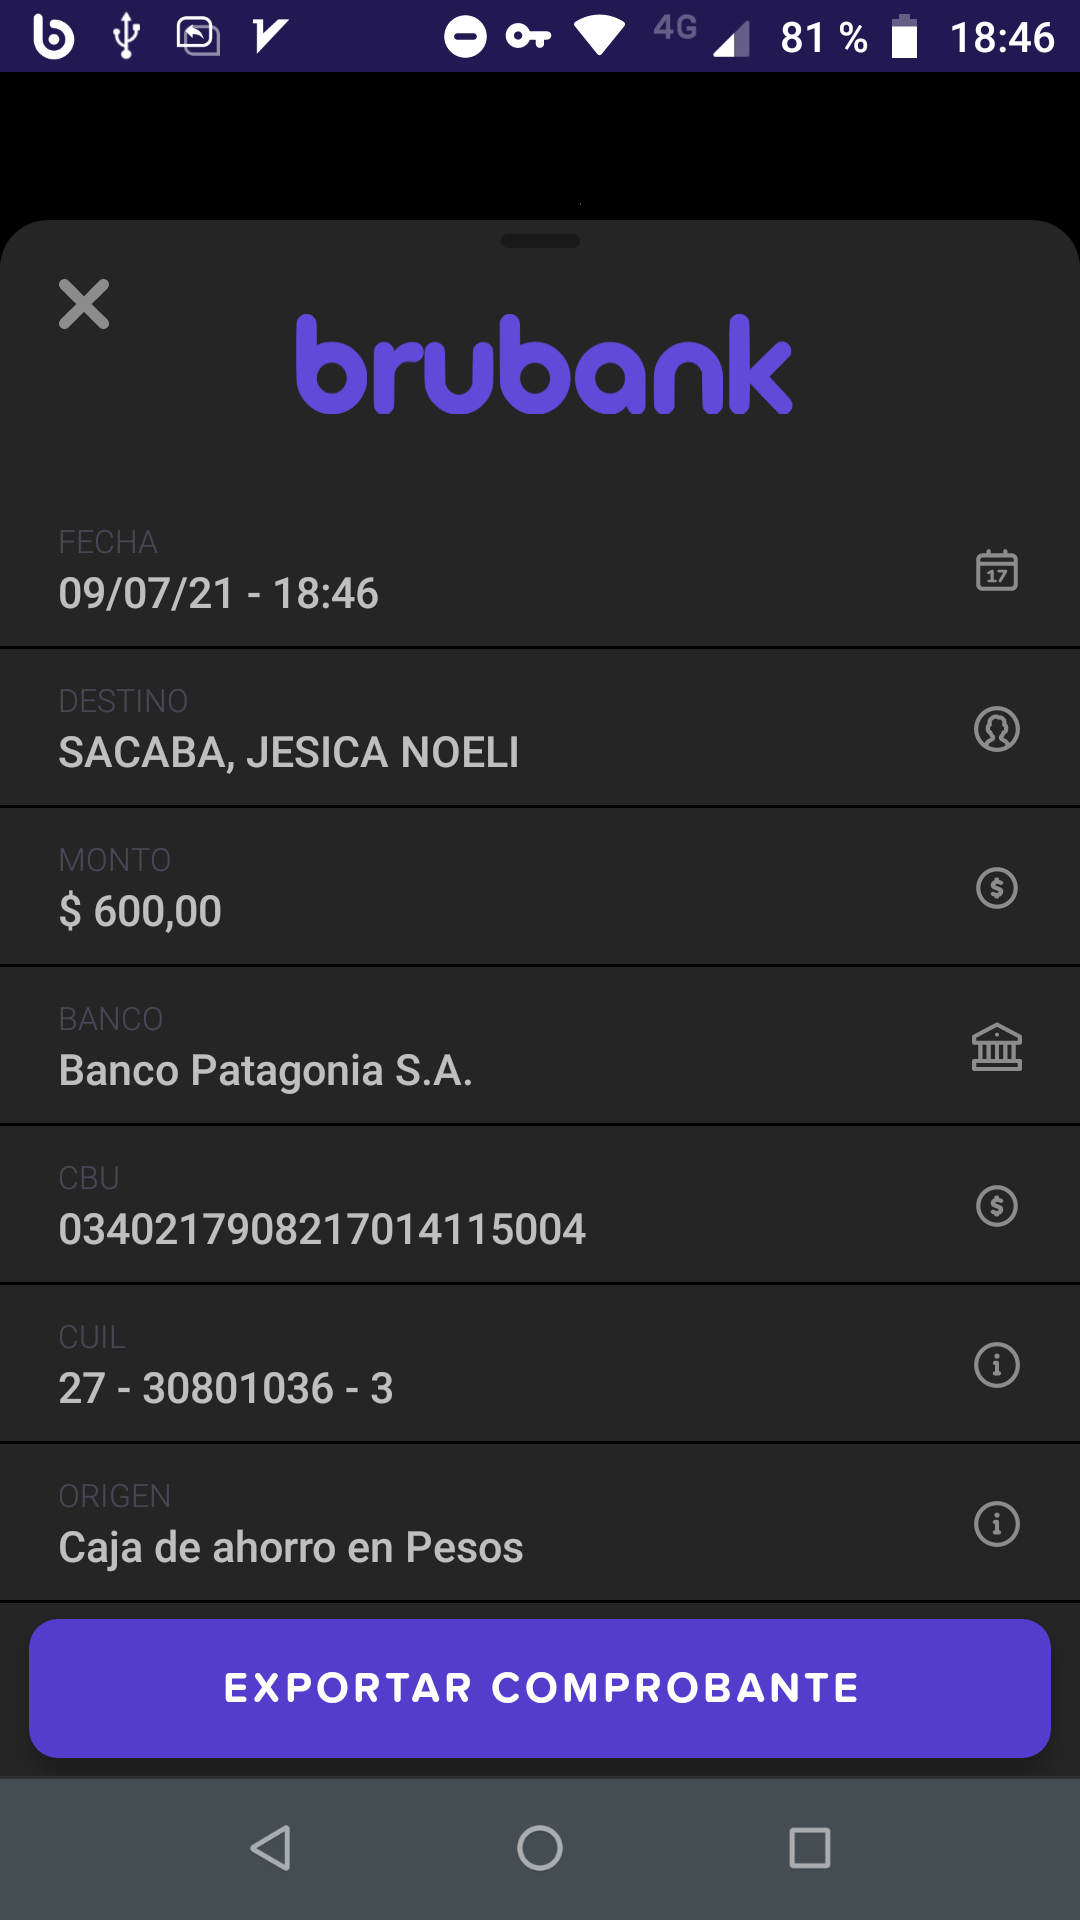 4G 81 % 18:46
brubank
FECHA
09/07/21 - 18:46
17
DESTINO
SACABA, JESICA NOELI
MONTO
$ 600,00
BANCO
Banco Patagonia S.A.
CBU
0340217908217014115004
CUIL
27 - 30801036 - 3
ORIGEN
Caja de ahorro en Pesos
EXPORTAR COMPROBANTE